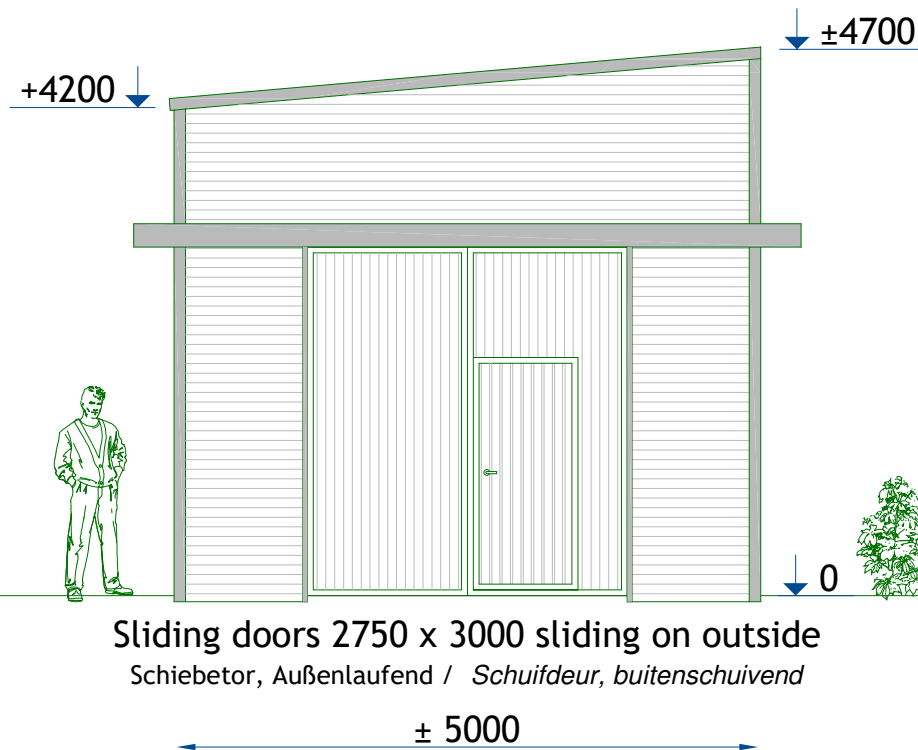 ±4700
+4200
0
Sliding doors 2750 x 3000 sliding on outside
Schiebetor, Außenlaufend / Schuifdeur, buitenschuivend
± 5000